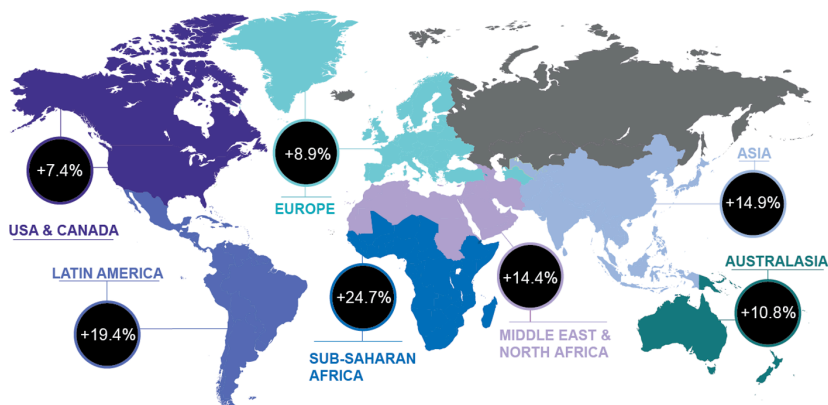 +7.4%
USA & CANADA
+8.9%
EUROPE
ASIA
+14.9%
LATIN AMERICA
+19.4%
+24.7%
SUB-SAHARAN
AFRICA
+14.4%
MIDDLE EAST &
NORTH AFRICA
AUSTRALASIA
+10.8%